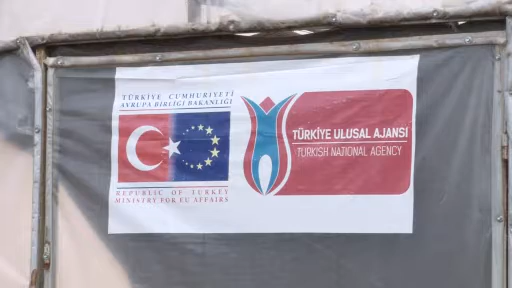 TÜRKİYE CUMHURİYETİ
AVRUPA BİRLİĞİ BAKANLIĞI
REPUBLIC OF TURKEY
MINISTRY FOR EU AFFAIRS
TÜRKİYE ULUSAL AJANSI
TURKISH NATIONAL AGENCY